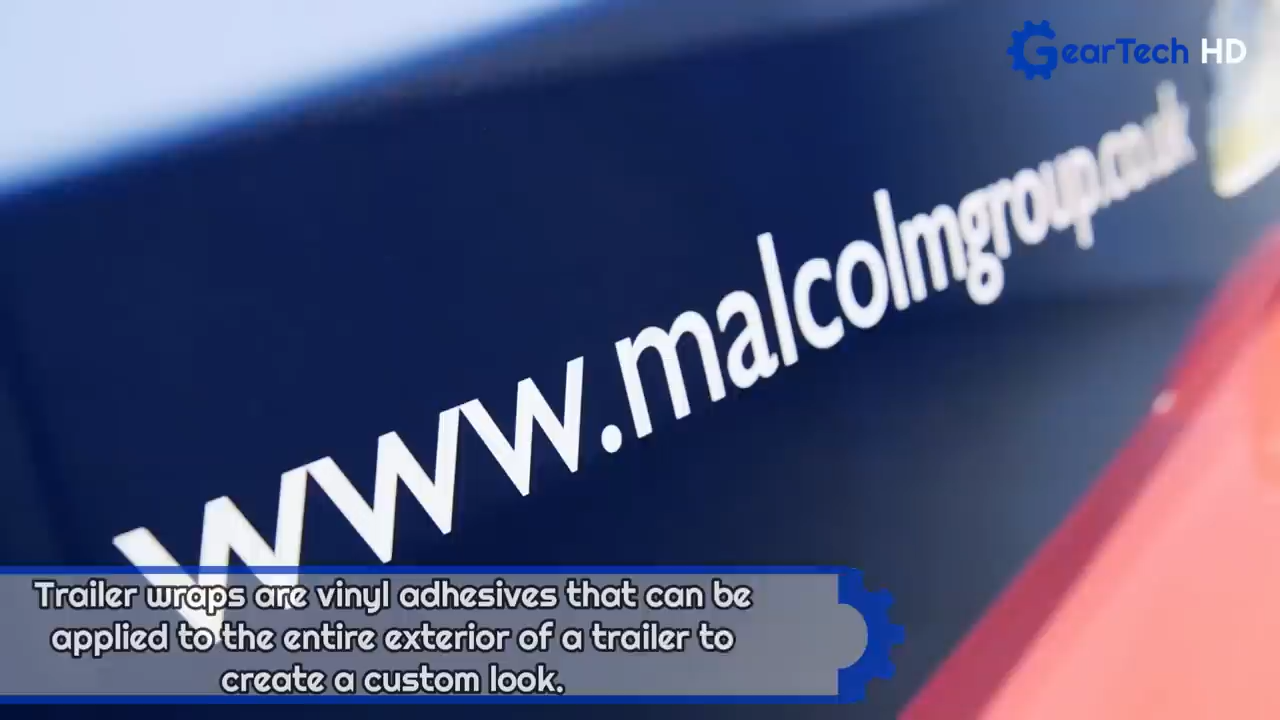 GearTech HD
www.malcolmgroup.co.uk
Trailer wraps are vinyl adhesives that can be
applied to the entire exterior of a trailer to
create a custom look.